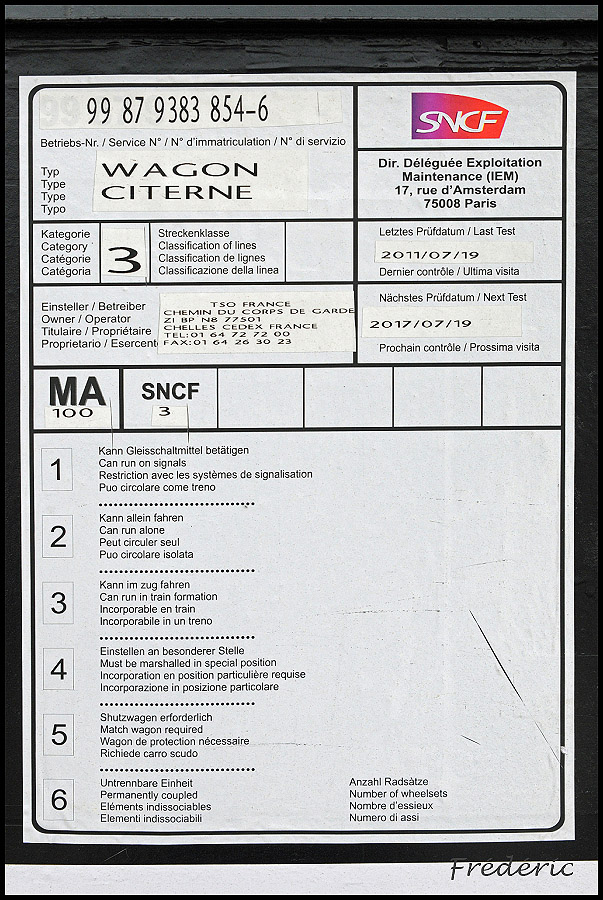 99 87 9383 854-6
Betriebs-Nr. / Service N° / N° d'immatriculation / N° di servizio
SNCF
Typ
Type
Type
Typo
WAGON
CITERNE
Dir. Déléguée Exploitation
Maintenance (IEM)
17, rue d'Amsterdam
75008 Paris
Kategorie
Category
Catégorie
Catégoria
3
Streckenklasse
Classification of lines
Classification de lignes
Classificazione della linea
Letztes Prüfdatum / Last Test
2011/07/19
Dernier contrôle / Ultima visita
Einsteller / Betreiber
Owner / Operator
Titulaire / Propriétaire
Proprietario / Esercent
TSO FRANCE
CHEMIN DU CORPS DE GARDE
ZI BP N8 77501
CHELLES CEDEX FRANCE
TEL:01 64 72 72 00
FAX:01 64 26 30 23
Nächstes Prüfdatum / Next Test
2017/07/19
Prochain contrôle / Prossima visita
MA
100
SNCF
3
1
Kann Gleisschaltmittel betätigen
Can run on signals
Restriction avec les systèmes de signalisation
Puo circolare come treno
2
Kann allein fahren
Can run alone
Peut circuler seul
Puo circolare isolata
3
Kann im zug fahren
Can run in train formation
Incorporable en train
Incorporabile in un treno
4
Einstellen an besonderer Stelle
Must be marshalled in special position
Incorporation en position particulière requise
Incorporazione in posizione particolare
5
Shutzwagen erforderlich
Match wagon required
Wagon de protection nécessaire
Richiede carro scudo
6
Untrennbare Einheit
Permanently coupled
Eléments indissociables
Elementi indissociabili
Anzahl Radsätze
Number of wheelsets
Nombre d'essieux
Numero di assi
Frédéric